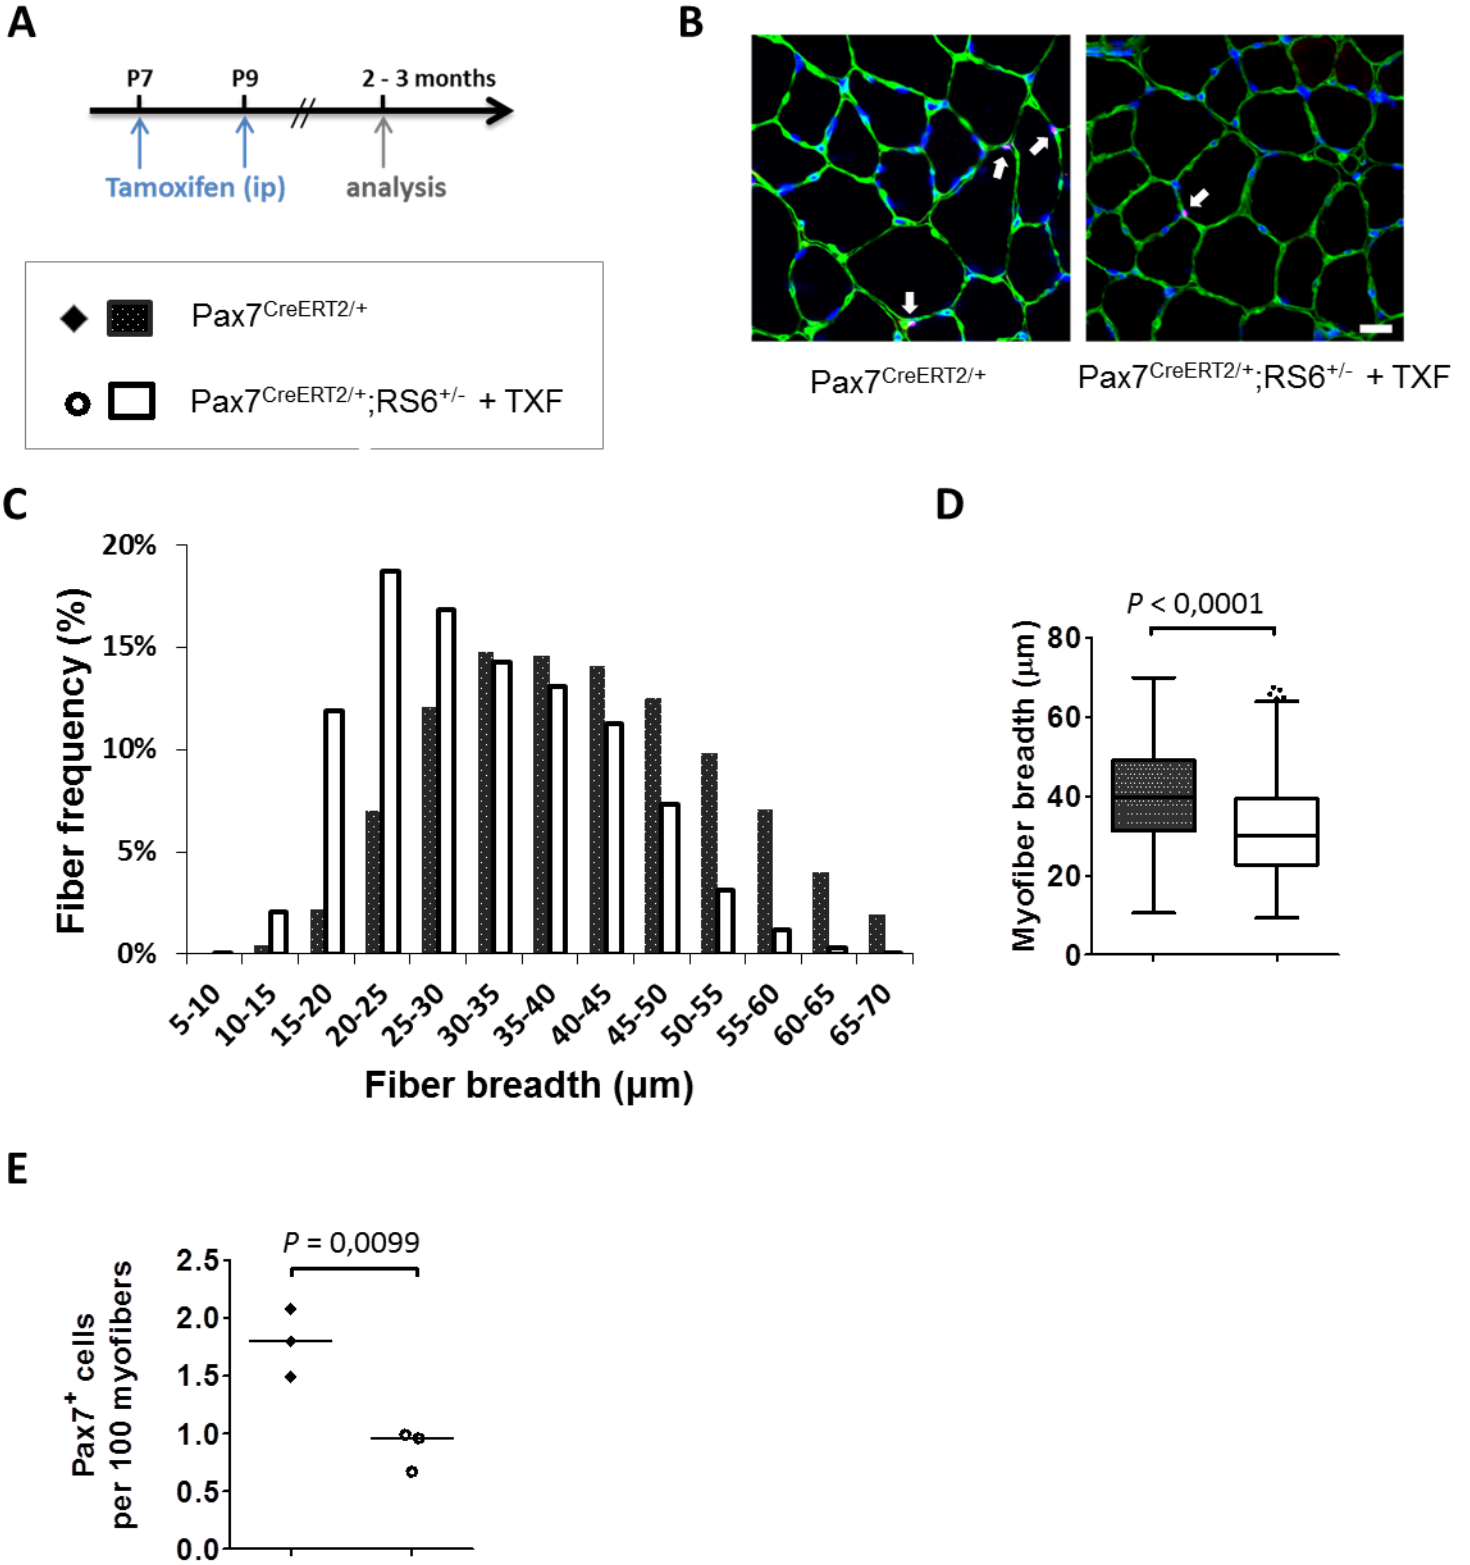 A
P7 P9 2 - 3 months
Tamoxifen (ip) analysis
Pax7CreERT2/+
Pax7CreERT2/+;RS6+/- + TXF
B
Pax7CreERT2/+ Pax7CreERT2/+;RS6+/- + TXF
C
Fiber frequency (%)
20%
15%
10%
5%
0%
5-10 10-15 15-20 20-25 25-30 30-35 35-40 40-45 45-50 50-55 55-60 60-65 65-70
Fiber breadth (µm)
D
P < 0,0001
Myofiber breadth (µm)
80
60
40
20
0
E
P = 0,0099
Pax7+ cells
per 100 myofibers
2.5
2.0
1.5
1.0
0.5
0.0